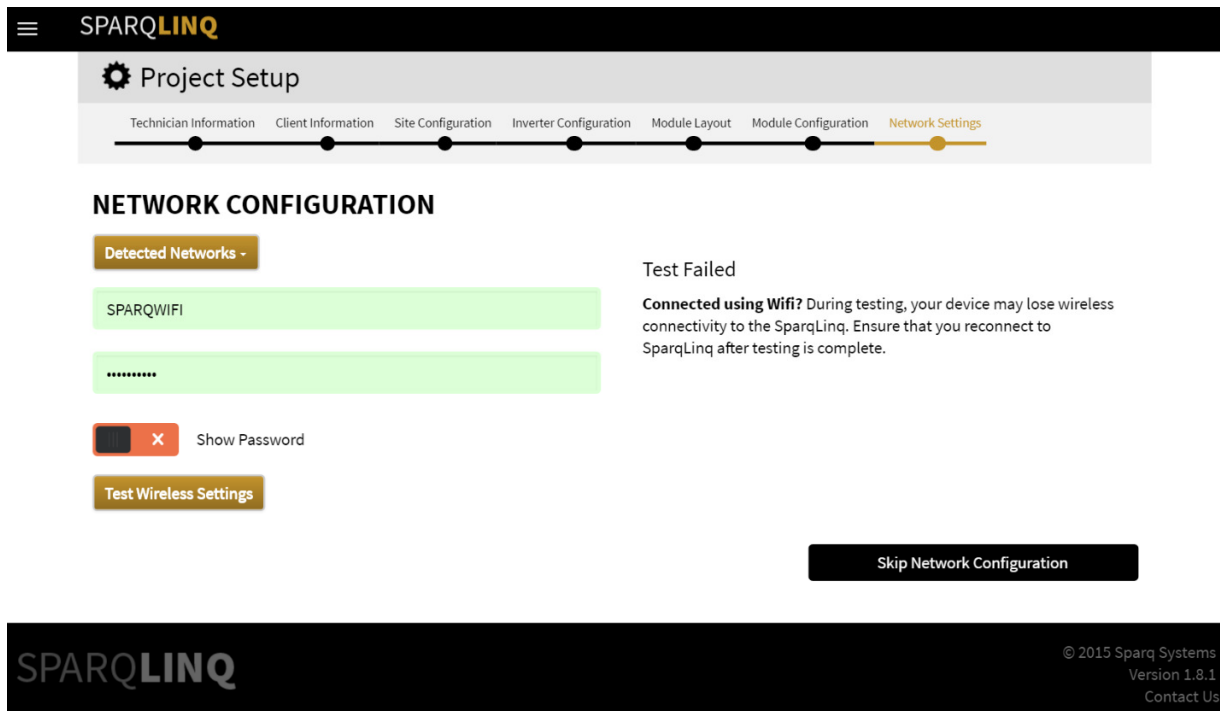 SPARQLINQ
Project Setup
Technician Information Client Information Site Configuration Inverter Configuration Module Layout Module Configuration Network Settings
NETWORK CONFIGURATION
Detected Networks -
SPARQWIFI
••••••••••
Show Password
Test Wireless Settings
Test Failed
Connected using Wifi? During testing, your device may lose wireless
connectivity to the SparqLinq. Ensure that you reconnect to
SparqLinq after testing is complete.
Skip Network Configuration
SPARQLINQ
© 2015 Sparq Systems
Version 1.8.1
Contact Us